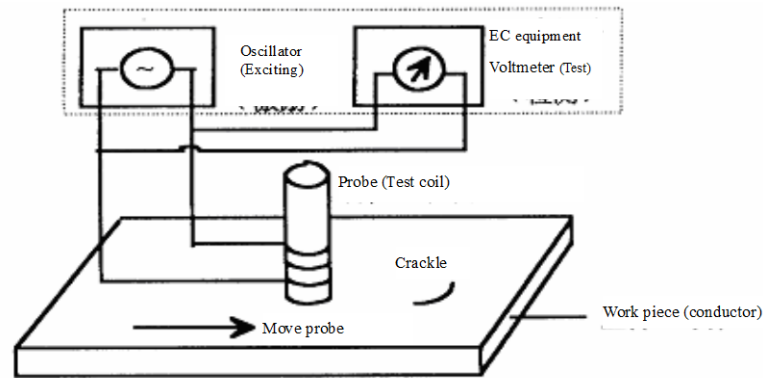 Oscillator
(Exciting)
~
EC equipment
Voltmeter (Test)
Probe (Test coil)
Crackle
Work piece (conductor)
Move probe